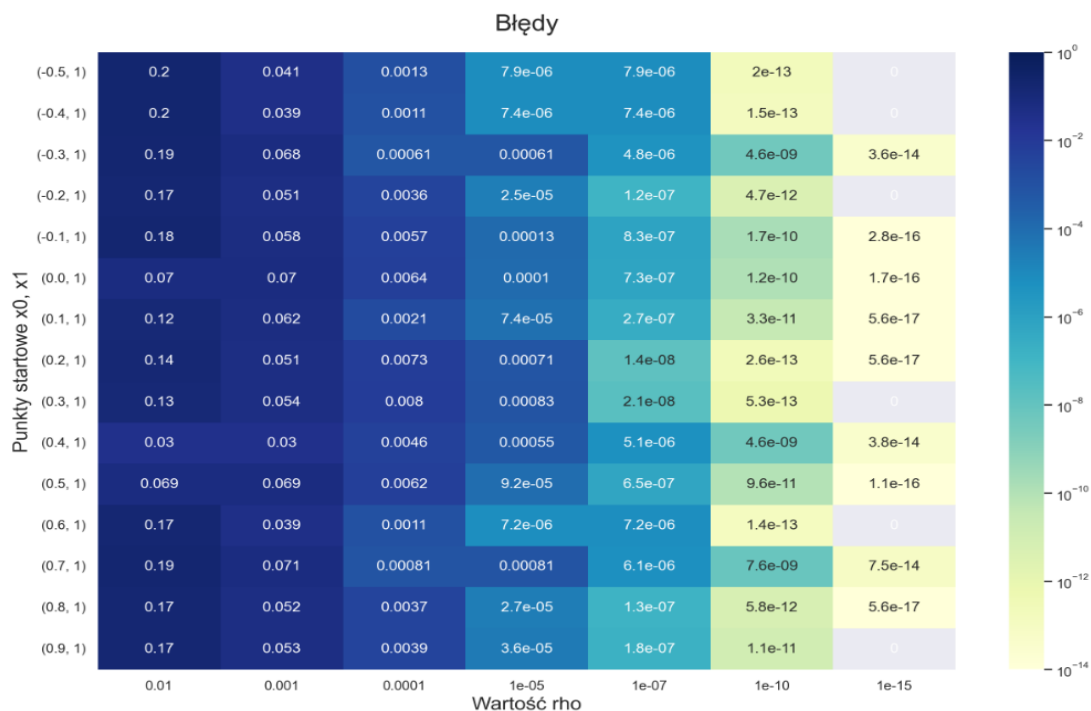 Błędy
(-0.5, 1) 0.2 0.041 0.0013 7.9e-06 7.9e-06 2e-13 0
(-0.4, 1) 0.2 0.039 0.0011 7.4e-06 7.4e-06 1.5e-13 0
(-0.3, 1) 0.19 0.068 0.00061 0.00061 4.8e-06 4.6e-09 3.6e-14
(-0.2, 1) 0.17 0.051 0.0036 2.5e-05 1.2e-07 4.7e-12 0
(-0.1, 1) 0.18 0.058 0.0057 0.00013 8.3e-07 1.7e-10 2.8e-16
(0.0, 1) 0.07 0.07 0.0064 0.0001 7.3e-07 1.2e-10 1.7e-16
(0.1, 1) 0.12 0.062 0.0021 7.4e-05 2.7e-07 3.3e-11 5.6e-17
(0.2, 1) 0.14 0.051 0.0073 0.00071 1.4e-08 2.6e-13 5.6e-17
(0.3, 1) 0.13 0.054 0.008 0.00083 2.1e-08 5.3e-13 0
(0.4, 1) 0.03 0.03 0.0046 0.00055 5.1e-06 4.6e-09 3.8e-14
(0.5, 1) 0.069 0.069 0.0062 9.2e-05 6.5e-07 9.6e-11 1.1e-16
(0.6, 1) 0.17 0.039 0.0011 7.2e-06 7.2e-06 1.4e-13 0
(0.7, 1) 0.19 0.071 0.00081 0.00081 6.1e-06 7.6e-09 7.5e-14
(0.8, 1) 0.17 0.052 0.0037 2.7e-05 1.3e-07 5.8e-12 5.6e-17
(0.9, 1) 0.17 0.053 0.0039 3.6e-05 1.8e-07 1.1e-11 0
0.01 0.001 0.0001 1e-05 1e-07 1e-10 1e-15
Wartość rho
Punkty startowe x0, x1
10⁰
10⁻²
10⁻⁴
10⁻⁶
10⁻⁸
10⁻¹⁰
10⁻¹²
10⁻¹⁴